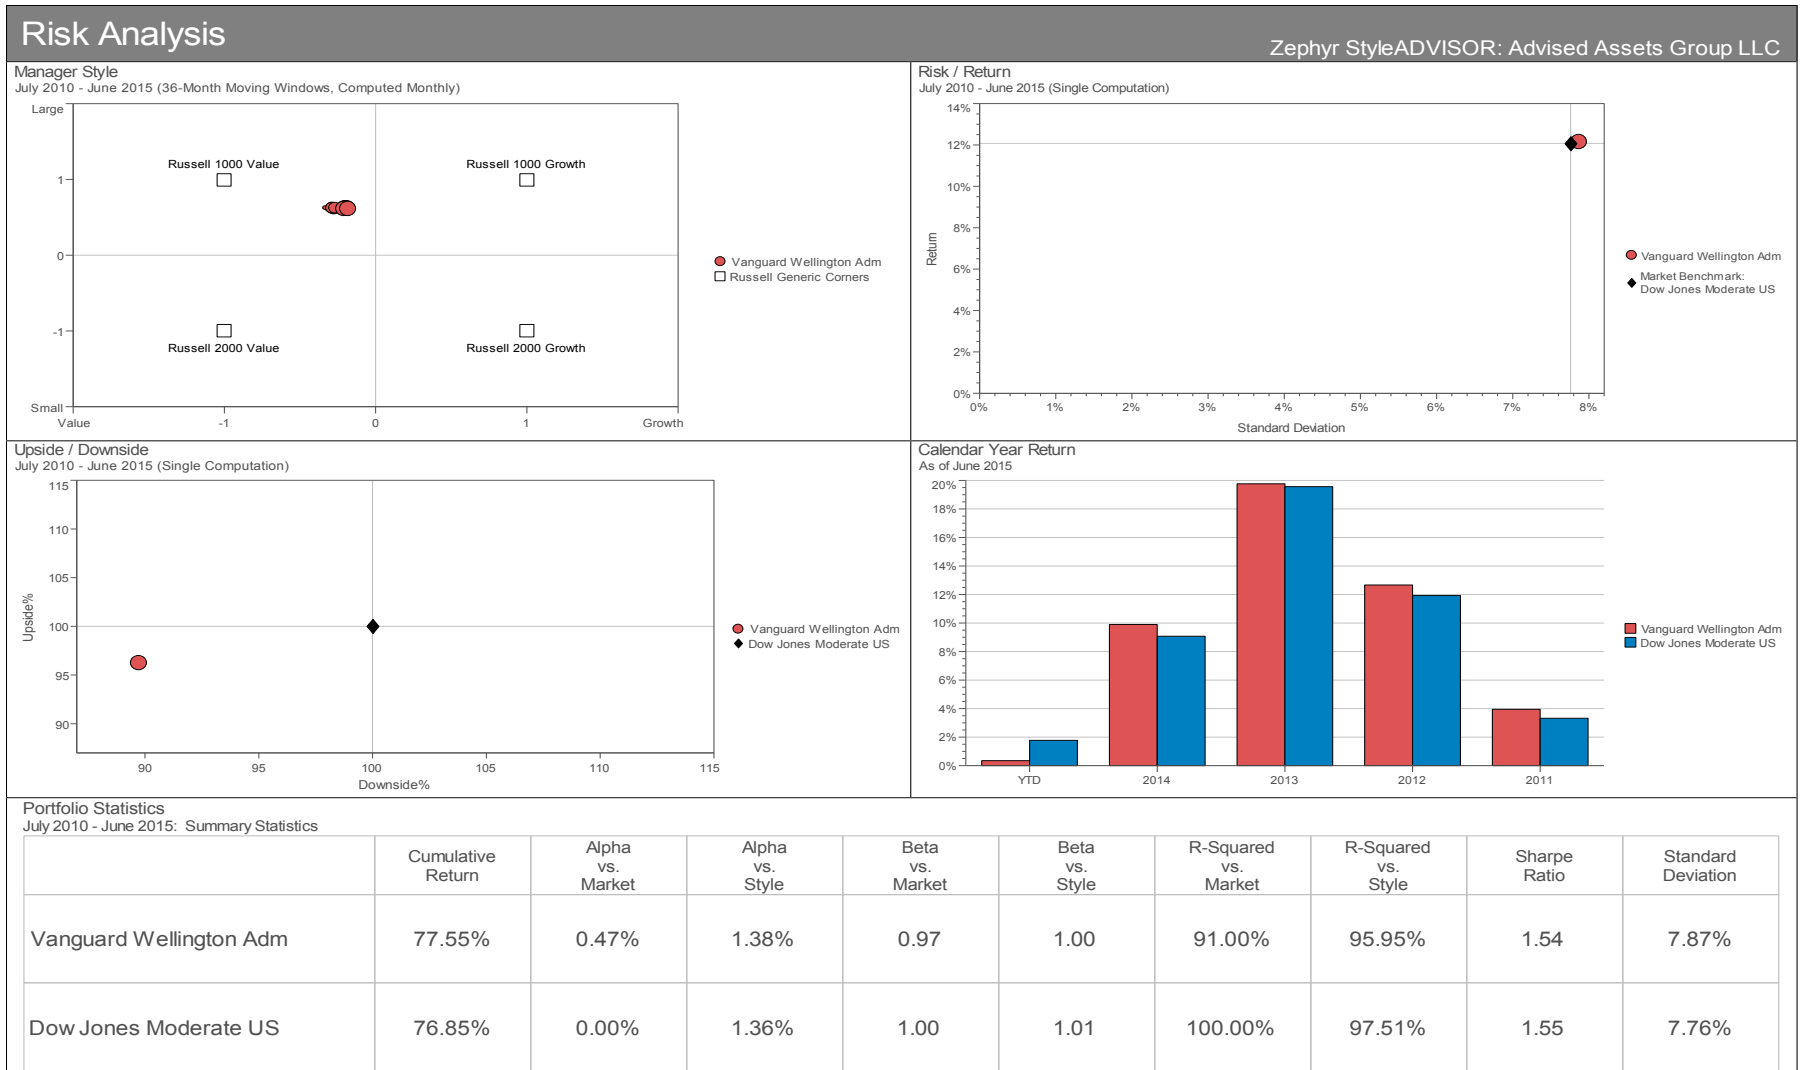 Risk Analysis
Zephyr StyleADVISOR: Advised Assets Group LLC
Manager Style
July 2010 - June 2015 (36-Month Moving Windows, Computed Monthly)
Large
1
0
-1
Small
Value
-1
0
1
Growth
Russell 1000 Value
Russell 1000 Growth
Russell 2000 Value
Russell 2000 Growth
Vanguard Wellington Adm
Russell Generic Corners
Risk / Return
July 2010 - June 2015 (Single Computation)
Return
14%
12%
10%
8%
6%
4%
2%
0%
0%
1%
2%
3%
4%
5%
6%
7%
8%
Standard Deviation
Vanguard Wellington Adm
Market Benchmark:
Dow Jones Moderate US
Upside / Downside
July 2010 - June 2015 (Single Computation)
Upside%
115
110
105
100
95
90
90
95
100
105
110
115
Downside%
Vanguard Wellington Adm
Dow Jones Moderate US
Calendar Year Return
As of June 2015
20%
18%
16%
14%
12%
10%
8%
6%
4%
2%
0%
YTD
2014
2013
2012
2011
Vanguard Wellington Adm
Dow Jones Moderate US
Portfolio Statistics
July 2010 - June 2015: Summary Statistics
Cumulative
Return
Alpha
vs.
Market
Alpha
vs.
Style
Beta
vs.
Market
Beta
vs.
Style
R-Squared
vs.
Market
R-Squared
vs.
Style
Sharpe
Ratio
Standard
Deviation
Vanguard Wellington Adm 77.55% 0.47% 1.38% 0.97 1.00 91.00% 95.95% 1.54 7.87%
Dow Jones Moderate US 76.85% 0.00% 1.36% 1.00 1.01 100.00% 97.51% 1.55 7.76%